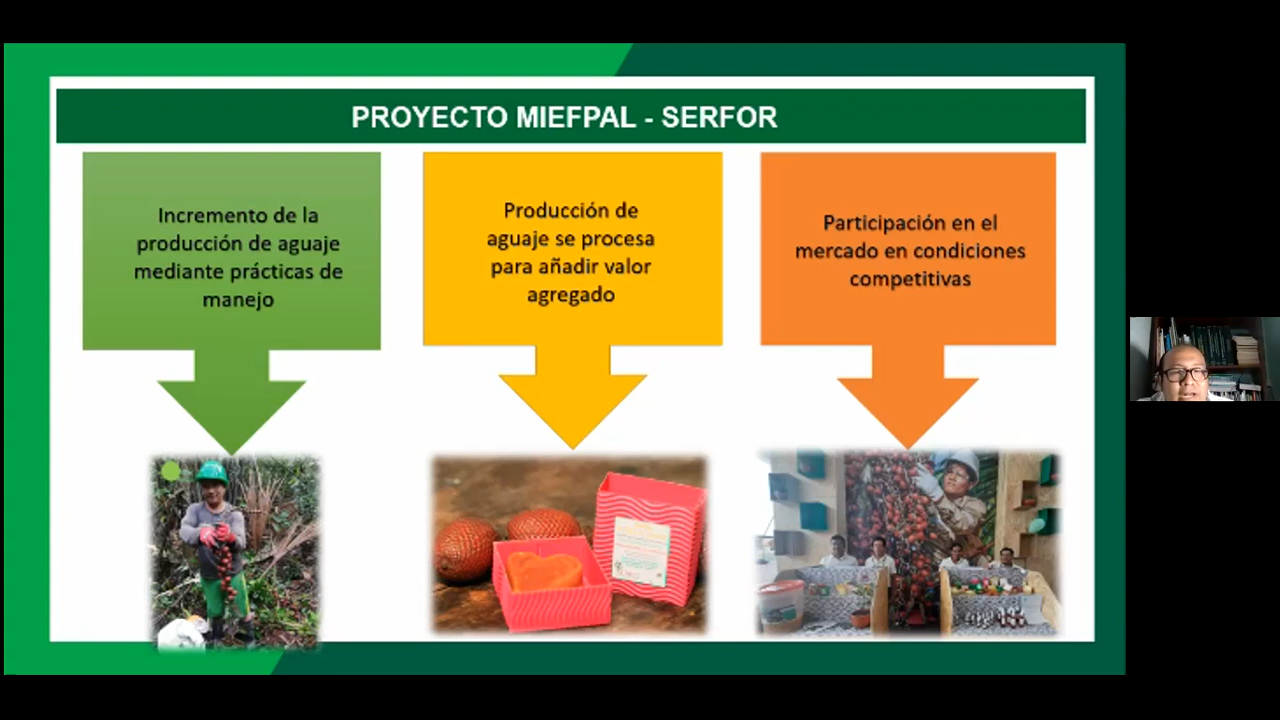 PROYECTO MIEFPAL - SERFOR
Incremento de la
producción de aguaje
mediante prácticas de
manejo
Producción de
aguaje se procesa
para añadir valor
agregado
Participación en el
mercado en condiciones
competitivas